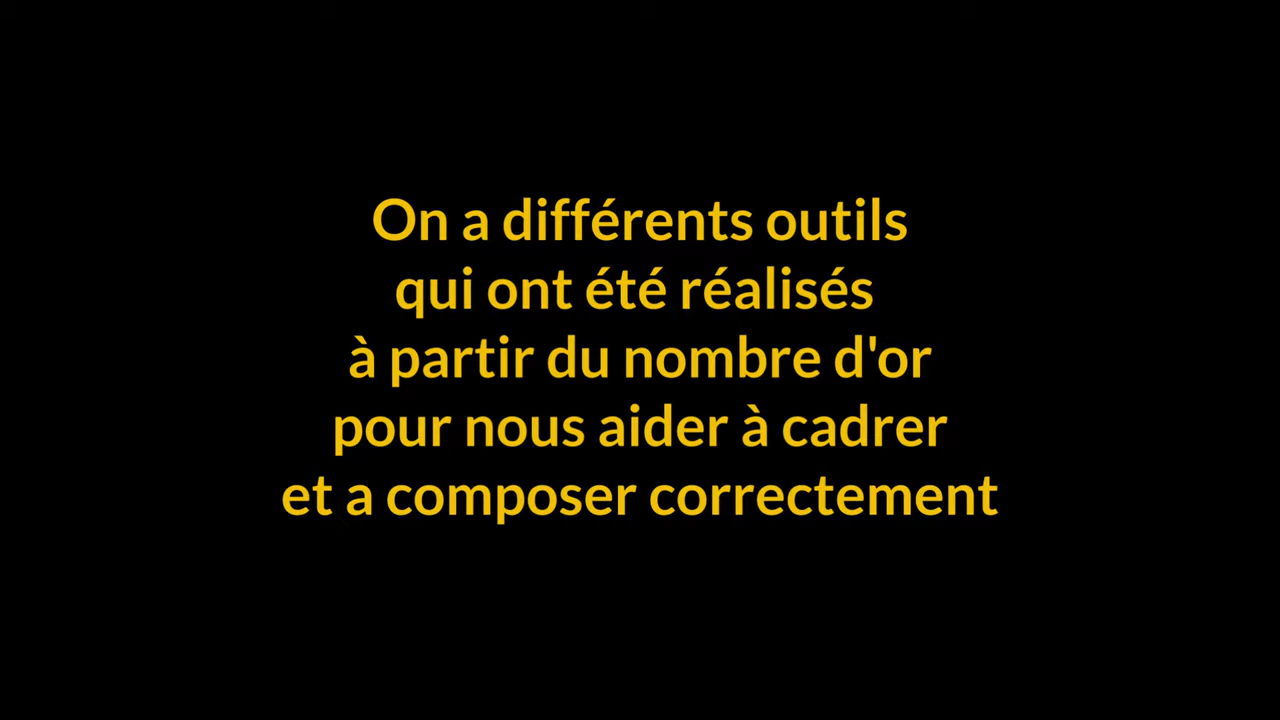 On a différents outils
qui ont été réalisés
à partir du nombre d'or
pour nous aider à cadrer
et a composer correctement